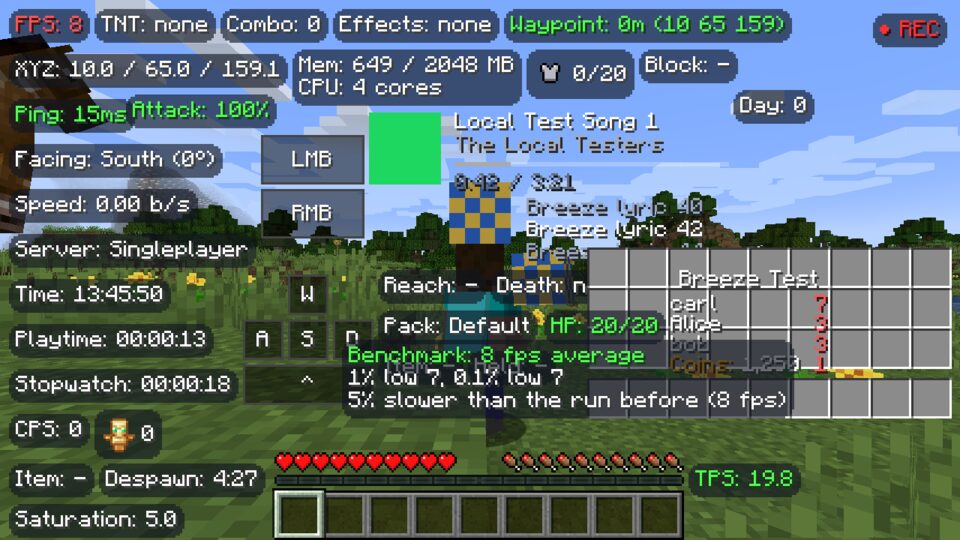 FPS: 8
TNT: none
Combo: 0
Effects: none
Waypoint: 0m (10 65 159)
REC
XYZ: 10.0 / 65.0 / 159.1
Mem: 649 / 2048 MB
CPU: 4 cores
0/20
Block: -
Day: 0
Ping: 15ms
Attack: 100%
Local Test Song 1
The Local Testers
0:42 / 3:21
Facing: South (0°)
LMB
Speed: 0.00 b/s
RMB
Breeze lyric 40
Breeze lyric 42
Breeze
Server: Singleplayer
Reach: -
Death: n
Breeze Test
Time: 13:45:50
W
carl 7
Alice 3
bob 3
Coins: 1,250 1
Pack: Default
HP: 20/20
Playtime: 00:00:13
A
S
D
Benchmark: 8 fps average
1% low 7, 0.1% low 7
5% slower than the run before (8 fps)
Stopwatch: 00:00:18
^
CPS: 0
0
Item: -
Despawn: 4:27
TPS: 19.8
Saturation: 5.0